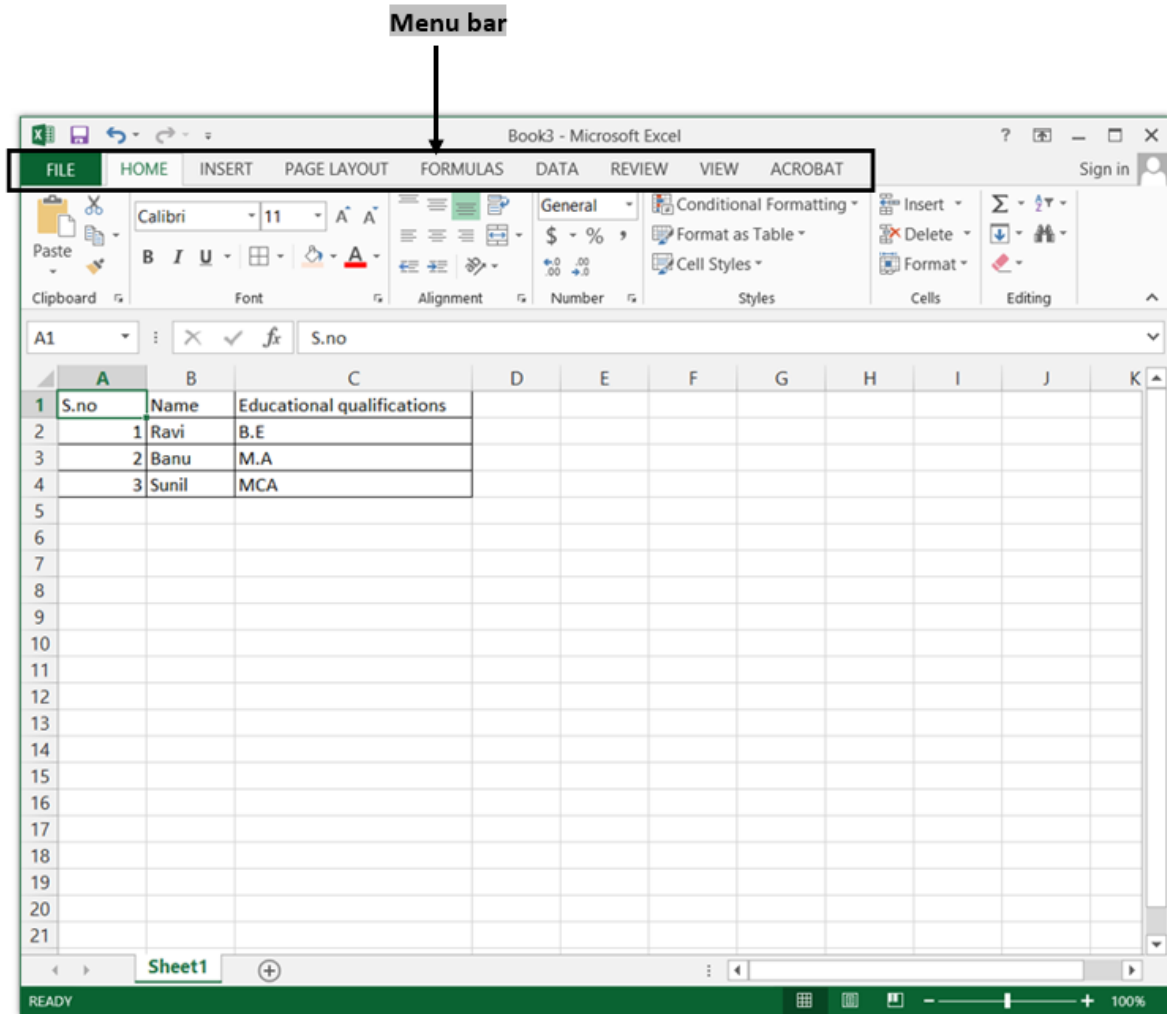 Menu bar
Book3 - Microsoft Excel ?
FILE HOME INSERT PAGE LAYOUT FORMULAS DATA REVIEW VIEW ACROBAT Sign in
Calibri 11 A A General Conditional Formatting Insert Σ
Paste $ % , Format as Table Delete
B I U A .00 .00 Cell Styles Format
Clipboard Font Alignment Number Styles Cells Editing
A1 fx S.no
A B C D E F G H I J K
1 S.no Name Educational qualifications
2 1 Ravi B.E
3 2 Banu M.A
4 3 Sunil MCA
5
6
7
8
9
10
11
12
13
14
15
16
17
18
19
20
21
Sheet1
READY 100%